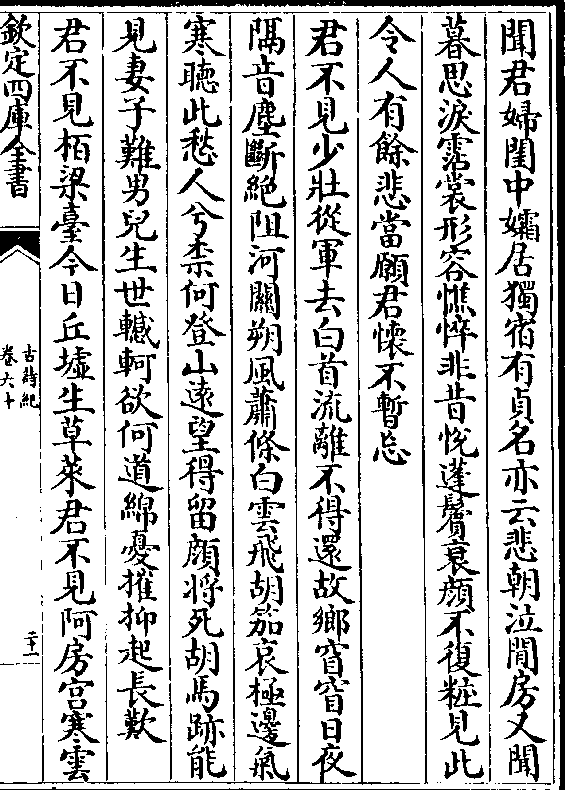 聞君婦閨中孀居獨宿有貞名亦云悲朝泣閒房又聞
暮思淚霑裳形容憔悴非昔悅蓬鬢衰顔不復粧見此
令人有餘悲當願君懷不暫忘
君不見少壯從軍去白首流離不得還故鄉窅窅日夜
隔音塵斷絶阻河關朔風蕭條白雲飛胡笳哀極邊氣
寒聽此愁人兮柰何登山逺望得留顔將死胡馬跡能
見妻子難男兒生世轗軻欲何道綿憂摧抑起長歎
君不見栢梁臺今日丘墟生草萊君不見阿房宫寒雲
欽定四庫全書
古詩紀
卷六十
二十一